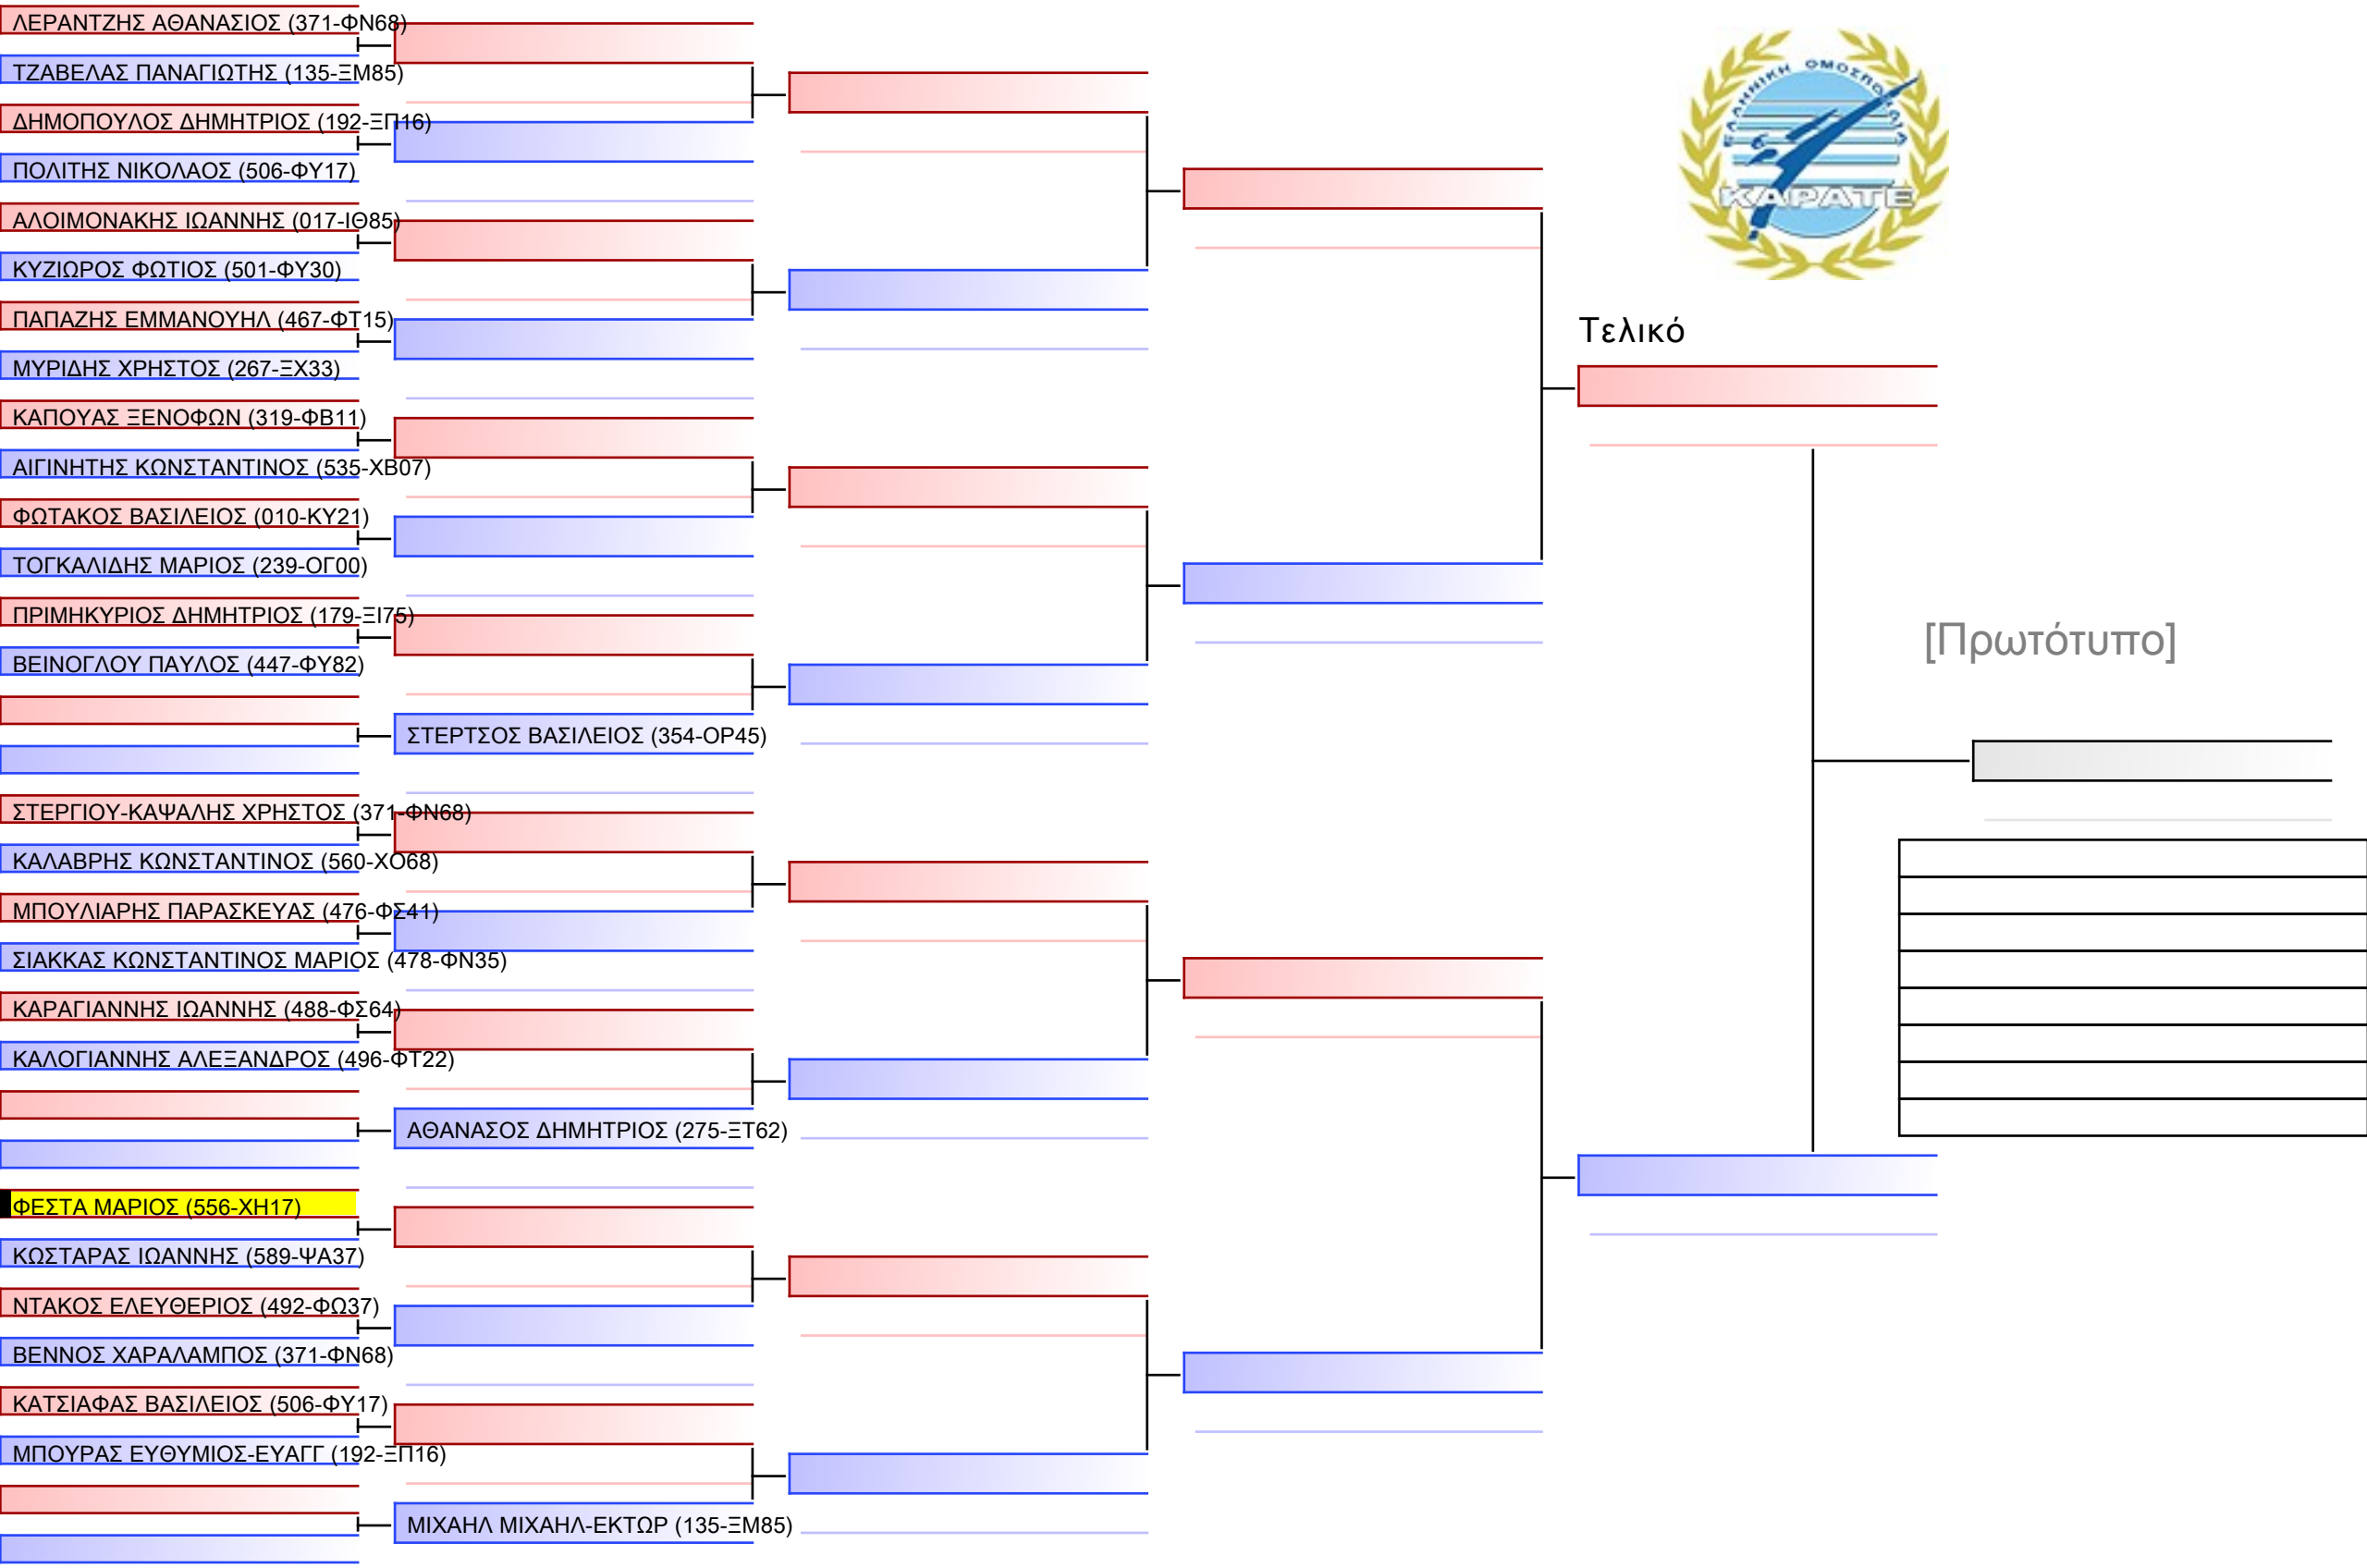 ΛΕΡΑΝΤΖΗΣ ΑΘΑΝΑΣΙΟΣ (371-ΦΝ68)
ΤΖΑΒΕΛΑΣ ΠΑΝΑΓΙΩΤΗΣ (135-ΞΜ85)
ΔΗΜΟΠΟΥΛΟΣ ΔΗΜΗΤΡΙΟΣ (192-ΞΠ16)
ΠΟΛΙΤΗΣ ΝΙΚΟΛΑΟΣ (506-ΦΥ17)
ΑΛΟΙΜΟΝΑΚΗΣ ΙΩΑΝΝΗΣ (017-ΙΘ85)
ΚΥΖΙΩΡΟΣ ΦΩΤΙΟΣ (501-ΦΥ30)
ΠΑΠΑΖΗΣ ΕΜΜΑΝΟΥΗΛ (467-ΦΤ15)
ΜΥΡΙΔΗΣ ΧΡΗΣΤΟΣ (267-ΞΧ33)
ΚΑΠΟΥΑΣ ΞΕΝΟΦΩΝ (319-ΦΒ11)
ΑΙΓΙΝΗΤΗΣ ΚΩΝΣΤΑΝΤΙΝΟΣ (535-ΧΒ07)
ΦΩΤΑΚΟΣ ΒΑΣΙΛΕΙΟΣ (010-ΚΥ21)
ΤΟΓΚΑΛΙΔΗΣ ΜΑΡΙΟΣ (239-ΟΓ00)
ΠΡΙΜΗΚΥΡΙΟΣ ΔΗΜΗΤΡΙΟΣ (179-ΞΙ75)
ΒΕΙΝΟΓΛΟΥ ΠΑΥΛΟΣ (447-ΦΥ82)
ΣΤΕΡΤΣΟΣ ΒΑΣΙΛΕΙΟΣ (354-ΟΡ45)
ΣΤΕΡΓΙΟΥ-ΚΑΨΑΛΗΣ ΧΡΗΣΤΟΣ (371-ΦΝ68)
ΚΑΛΑΒΡΗΣ ΚΩΝΣΤΑΝΤΙΝΟΣ (560-ΧΟ68)
ΜΠΟΥΛΙΑΡΗΣ ΠΑΡΑΣΚΕΥΑΣ (476-ΦΣ41)
ΣΙΑΚΚΑΣ ΚΩΝΣΤΑΝΤΙΝΟΣ ΜΑΡΙΟΣ (478-ΦΝ35)
ΚΑΡΑΓΙΑΝΝΗΣ ΙΩΑΝΝΗΣ (488-ΦΣ64)
ΚΑΛΟΓΙΑΝΝΗΣ ΑΛΕΞΑΝΔΡΟΣ (496-ΦΤ22)
ΑΘΑΝΑΣΟΣ ΔΗΜΗΤΡΙΟΣ (275-ΞΤ62)
ΦΕΣΤΑ ΜΑΡΙΟΣ (556-ΧΗ17)
ΚΩΣΤΑΡΑΣ ΙΩΑΝΝΗΣ (589-ΨΑ37)
ΝΤΑΚΟΣ ΕΛΕΥΘΕΡΙΟΣ (492-ΦΩ37)
ΒΕΝΝΟΣ ΧΑΡΑΛΑΜΠΟΣ (371-ΦΝ68)
ΚΑΤΣΙΑΦΑΣ ΒΑΣΙΛΕΙΟΣ (506-ΦΥ17)
ΜΠΟΥΡΑΣ ΕΥΘΥΜΙΟΣ-ΕΥΑΓΓ (192-ΞΠ16)
ΜΙΧΑΗΛ ΜΙΧΑΗΛ-ΕΚΤΩΡ (135-ΞΜ85)
ΕΛΛΗΝΙΚΗ ΟΜΟΣΠΟΝΔΙΑ
ΚΑΡΑΤΕ
Τελικό
[Πρωτότυπο]